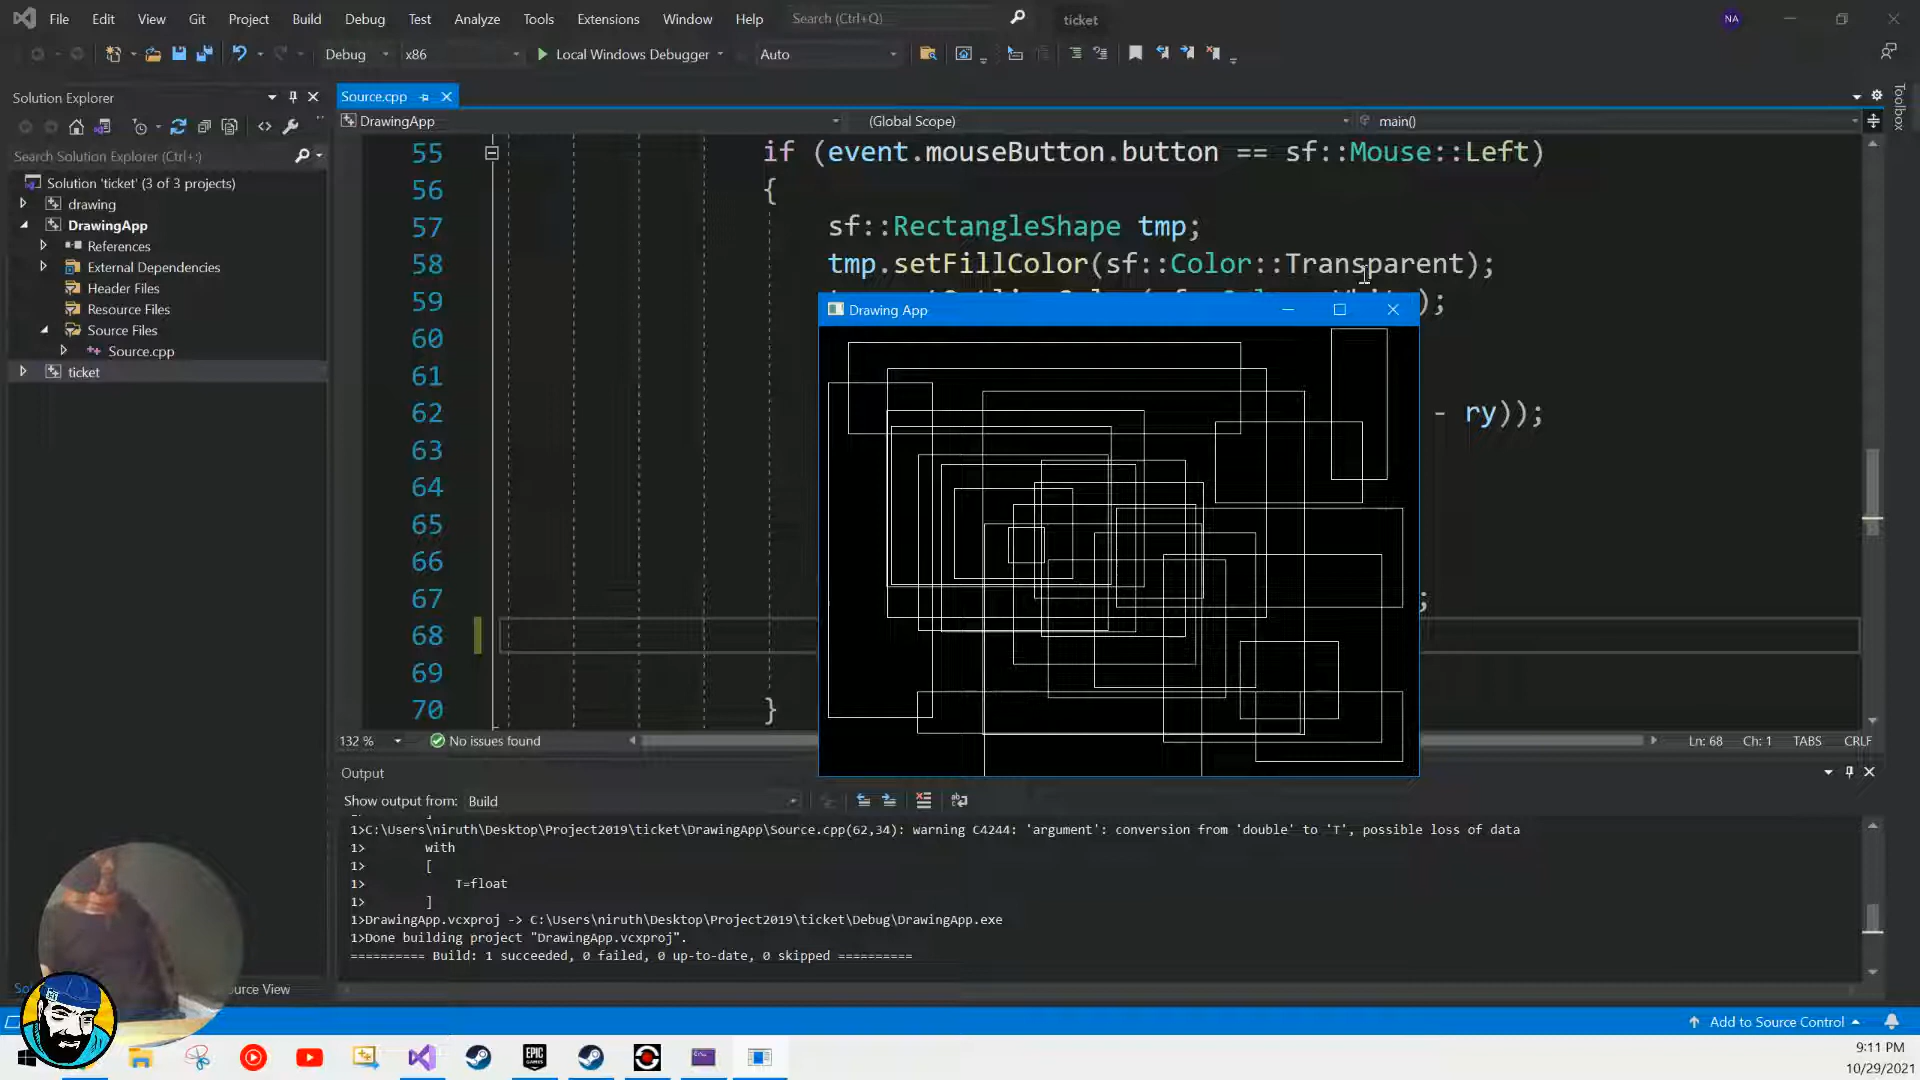 File Edit View Git Project Build Debug Test Analyze Tools Extensions Window Help Search (Ctrl+Q) ticket NA
Debug x86 Local Windows Debugger Auto
Solution Explorer
Source.cpp
Toolbox
DrawingApp (Global Scope) main()
Search Solution Explorer (Ctrl+;)
Solution 'ticket' (3 of 3 projects)
drawing
DrawingApp
References
External Dependencies
Header Files
Resource Files
Source Files
Source.cpp
ticket
55 if (event.mouseButton.button == sf::Mouse::Left)
56 {
57 sf::RectangleShape tmp;
58 tmp.setFillColor(sf::Color::Transparent);
59 );
60
61
62 - ry));
63
64
65
66
67 ;
68
69
70 }
Drawing App
132 % No issues found Ln: 68 Ch: 1 TABS CRLF
Output
Show output from: Build
1> ]
1>C:\Users\niruth\Desktop\Project2019\ticket\DrawingApp\Source.cpp(62,34): warning C4244: 'argument': conversion from 'double' to 'T', possible loss of data
1> with
1> [
1> T=float
1> ]
1>DrawingApp.vcxproj -> C:\Users\niruth\Desktop\Project2019\ticket\Debug\DrawingApp.exe
1>Done building project "DrawingApp.vcxproj".
========== Build: 1 succeeded, 0 failed, 0 up-to-date, 0 skipped ==========
View
Add to Source Control
EPIC
GAMES
9:11 PM
10/29/2021